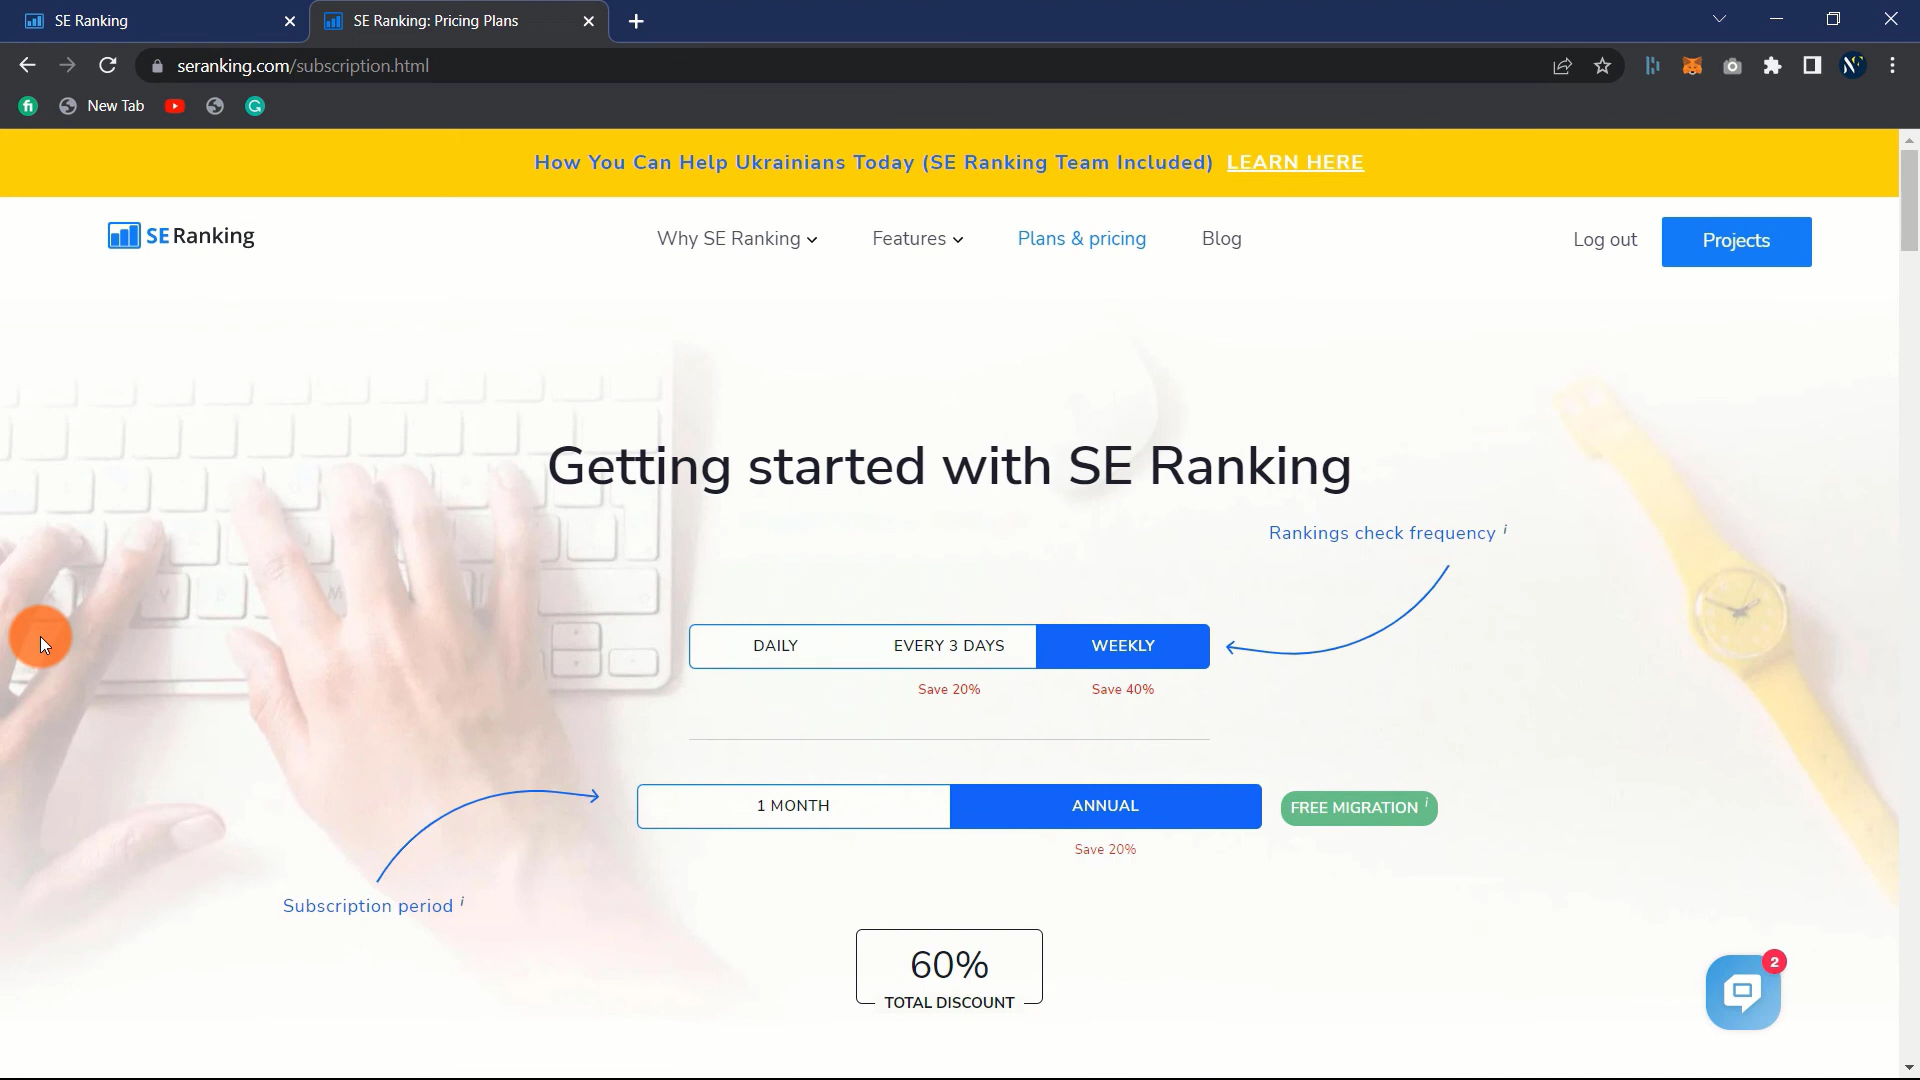 SE Ranking
SE Ranking: Pricing Plans
seranking.com/subscription.html
New Tab
How You Can Help Ukrainians Today (SE Ranking Team Included) LEARN HERE
SE Ranking
Why SE Ranking
Features
Plans & pricing
Blog
Log out
Projects
Getting started with SE Ranking
Rankings check frequency i
DAILY
EVERY 3 DAYS
WEEKLY
Save 20%
Save 40%
1 MONTH
ANNUAL
FREE MIGRATION i
Save 20%
Subscription period i
60%
TOTAL DISCOUNT
2